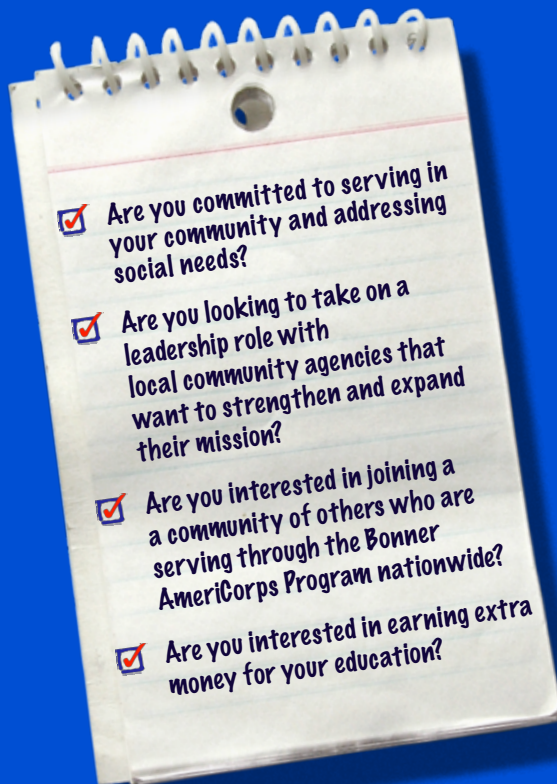 Are you committed to serving in
your community and addressing
social needs?
Are you looking to take on a
leadership role with
local community agencies that
want to strengthen and expand
their mission?
Are you interested in joining a
a community of others who are
serving through the Bonner
AmeriCorps Program nationwide?
Are you interested in earning extra
money for your education?